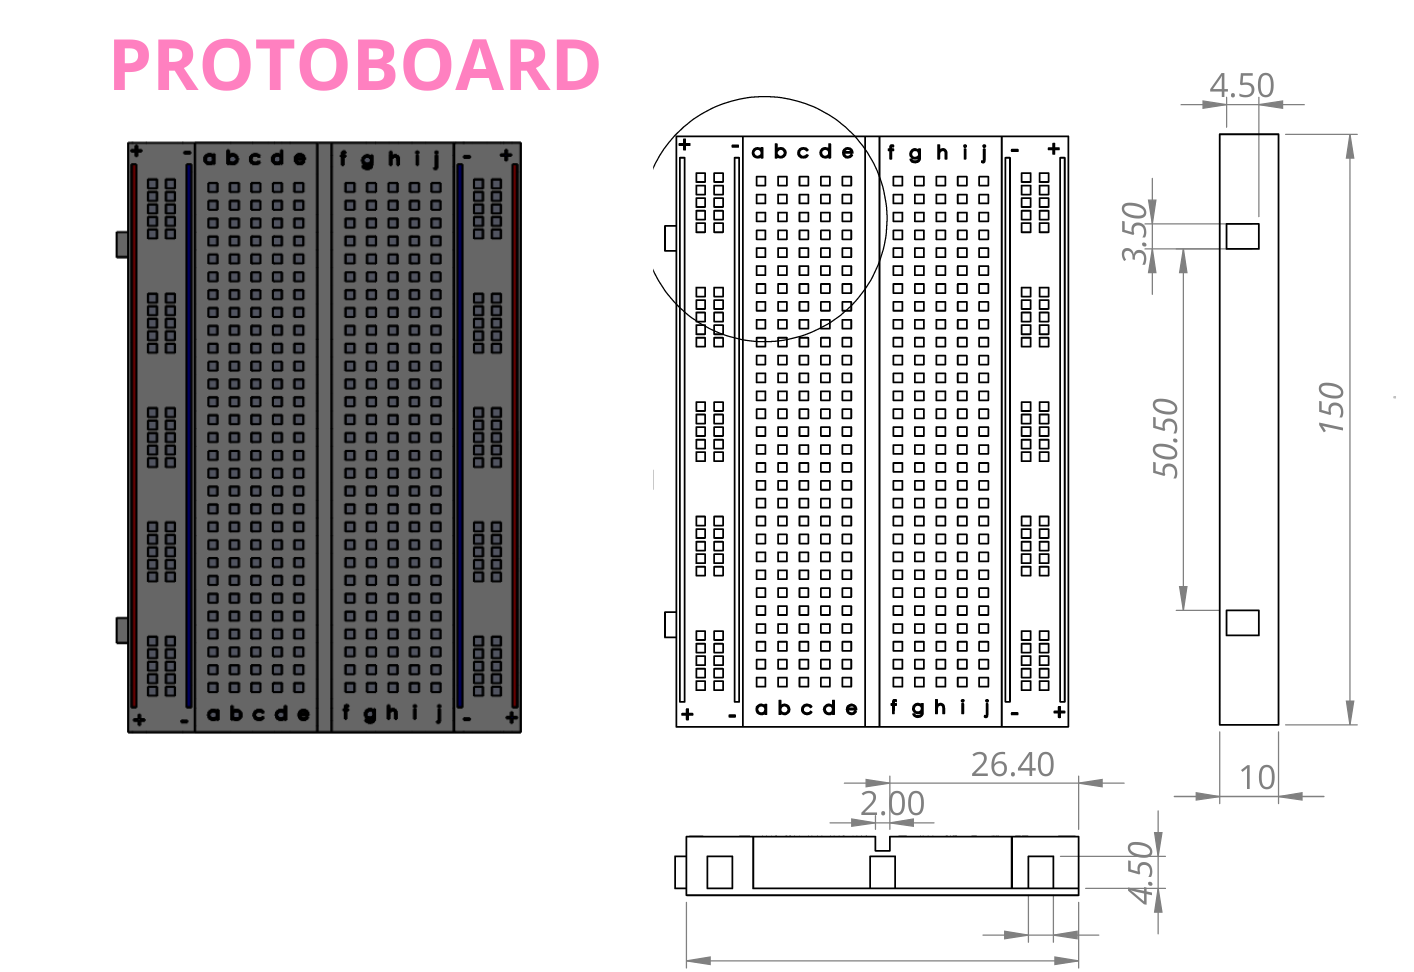 PROTOBOARD
+ - a b c d e f g h i j - +
+ - a b c d e f g h i j - +
+ - a b c d e f g h i j - +
+ - a b c d e f g h i j - +
4.50
3.50
50.50
150
10
26.40
2.00
4.50